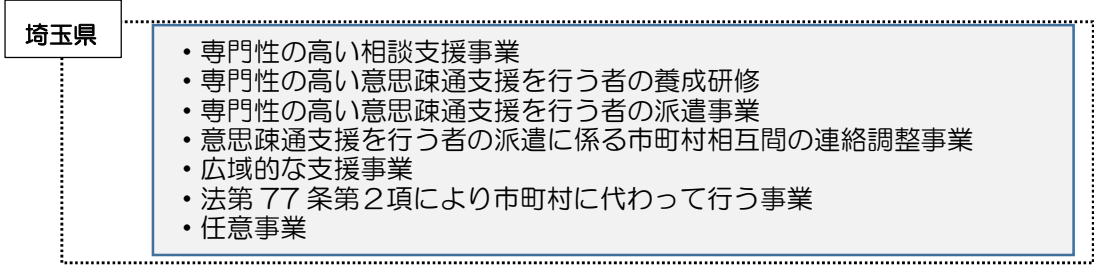 埼玉県
・専門性の高い相談支援事業
・専門性の高い意思疎通支援を行う者の養成研修
・専門性の高い意思疎通支援を行う者の派遣事業
・意思疎通支援を行う者の派遣に係る市町村相互間の連絡調整事業
・広域的な支援事業
・法第 77 条第２項により市町村に代わって行う事業
・任意事業